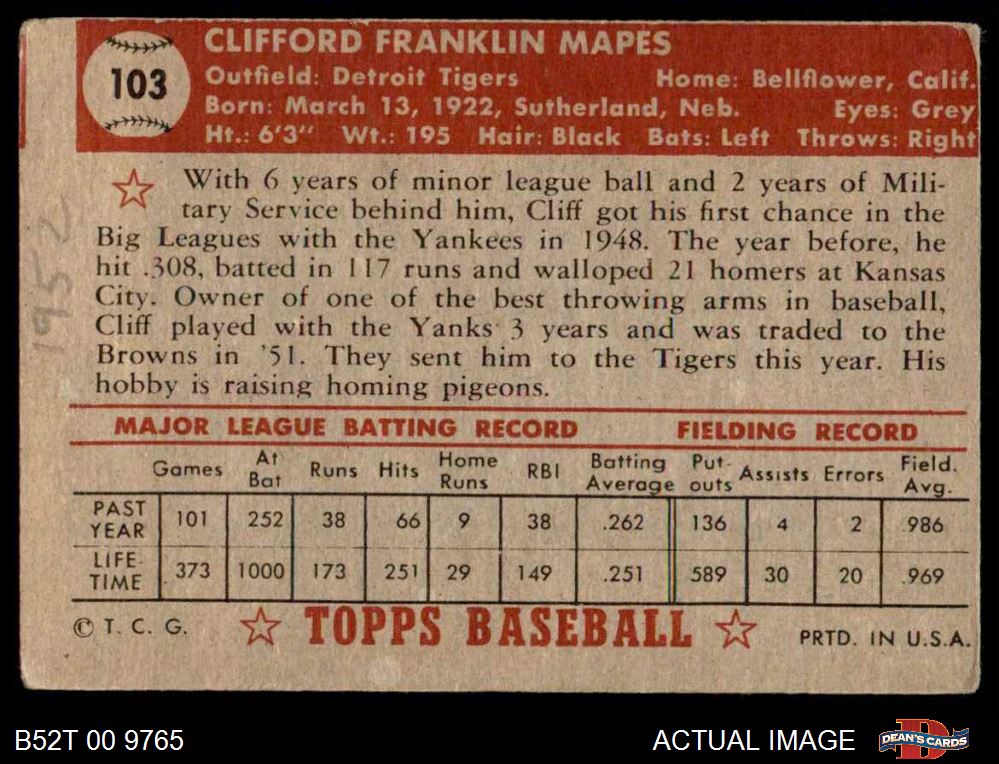 103
CLIFFORD FRANKLIN MAPES
Outfield: Detroit Tigers Home: Bellflower, Calif.
Born: March 13, 1922, Sutherland, Neb. Eyes: Grey
Ht.: 6'3" Wt.: 195 Hair: Black Bats: Left Throws: Right
With 6 years of minor league ball and 2 years of Mili-
tary Service behind him, Cliff got his first chance in the
Big Leagues with the Yankees in 1948. The year before, he
hit .308, batted in 117 runs and walloped 21 homers at Kansas
City. Owner of one of the best throwing arms in baseball,
Cliff played with the Yanks 3 years and was traded to the
Browns in '51. They sent him to the Tigers this year. His
hobby is raising homing pigeons.
1952
MAJOR LEAGUE BATTING RECORD FIELDING RECORD
Games At Bat Runs Hits Home Runs RBI Batting Average Put-outs Assists Errors Field. Avg.
PAST YEAR 101 252 38 66 9 38 .262 136 4 2 .986
LIFE-TIME 373 1000 173 251 29 149 .251 589 30 20 .969
© T. C. G. TOPPS BASEBALL PRTD. IN U.S.A.
B52T 00 9765 ACTUAL IMAGE D DEAN'S CARDS